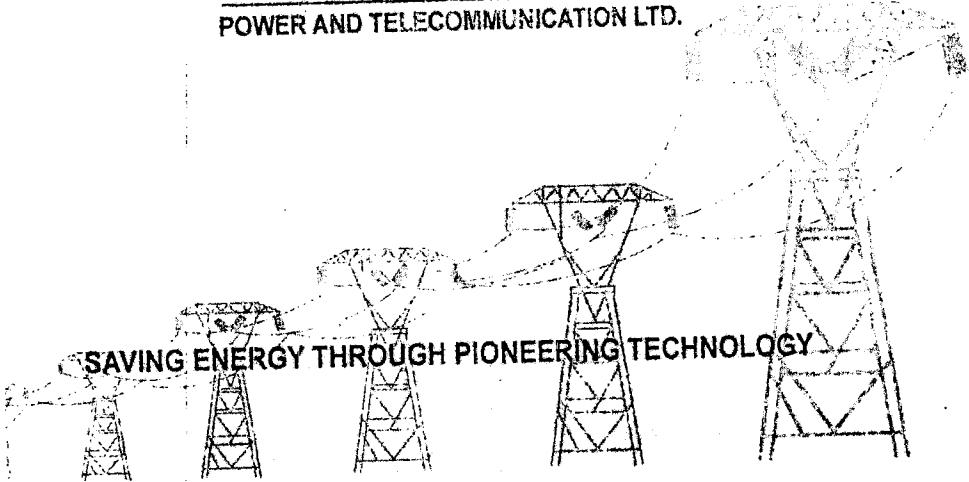 POWER AND TELECOMMUNICATION LTD.
SAVING ENERGY THROUGH PIONEERING TECHNOLOGY